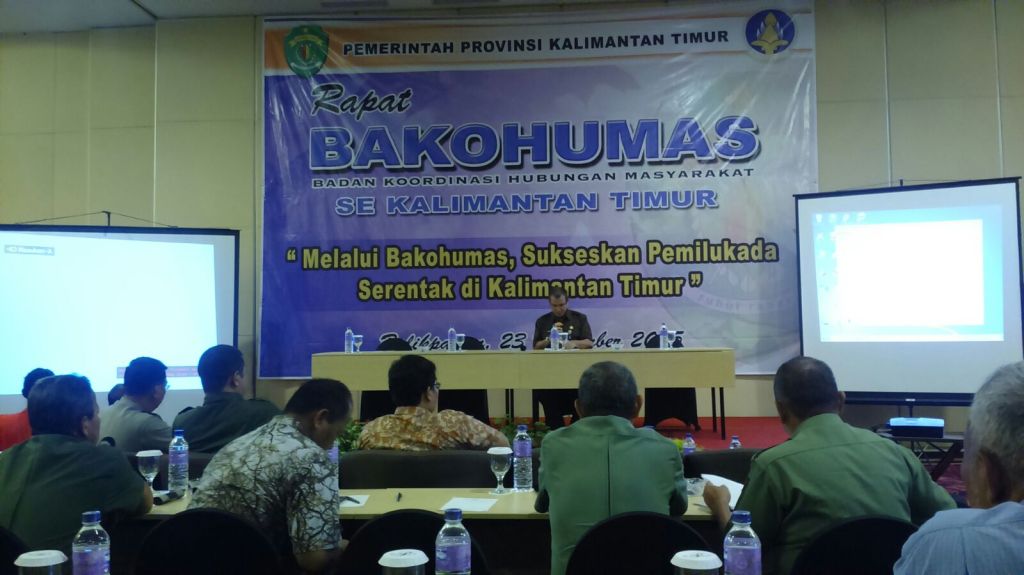 PEMERINTAH PROVINSI KALIMANTAN TIMUR
Rapat
BAKOHUMAS
BADAN KOORDINASI HUBUNGAN MASYARAKAT
SE KALIMANTAN TIMUR
“ Melalui Bakohumas, Sukseskan Pemilukada
Serentak di Kalimantan Timur ”
23